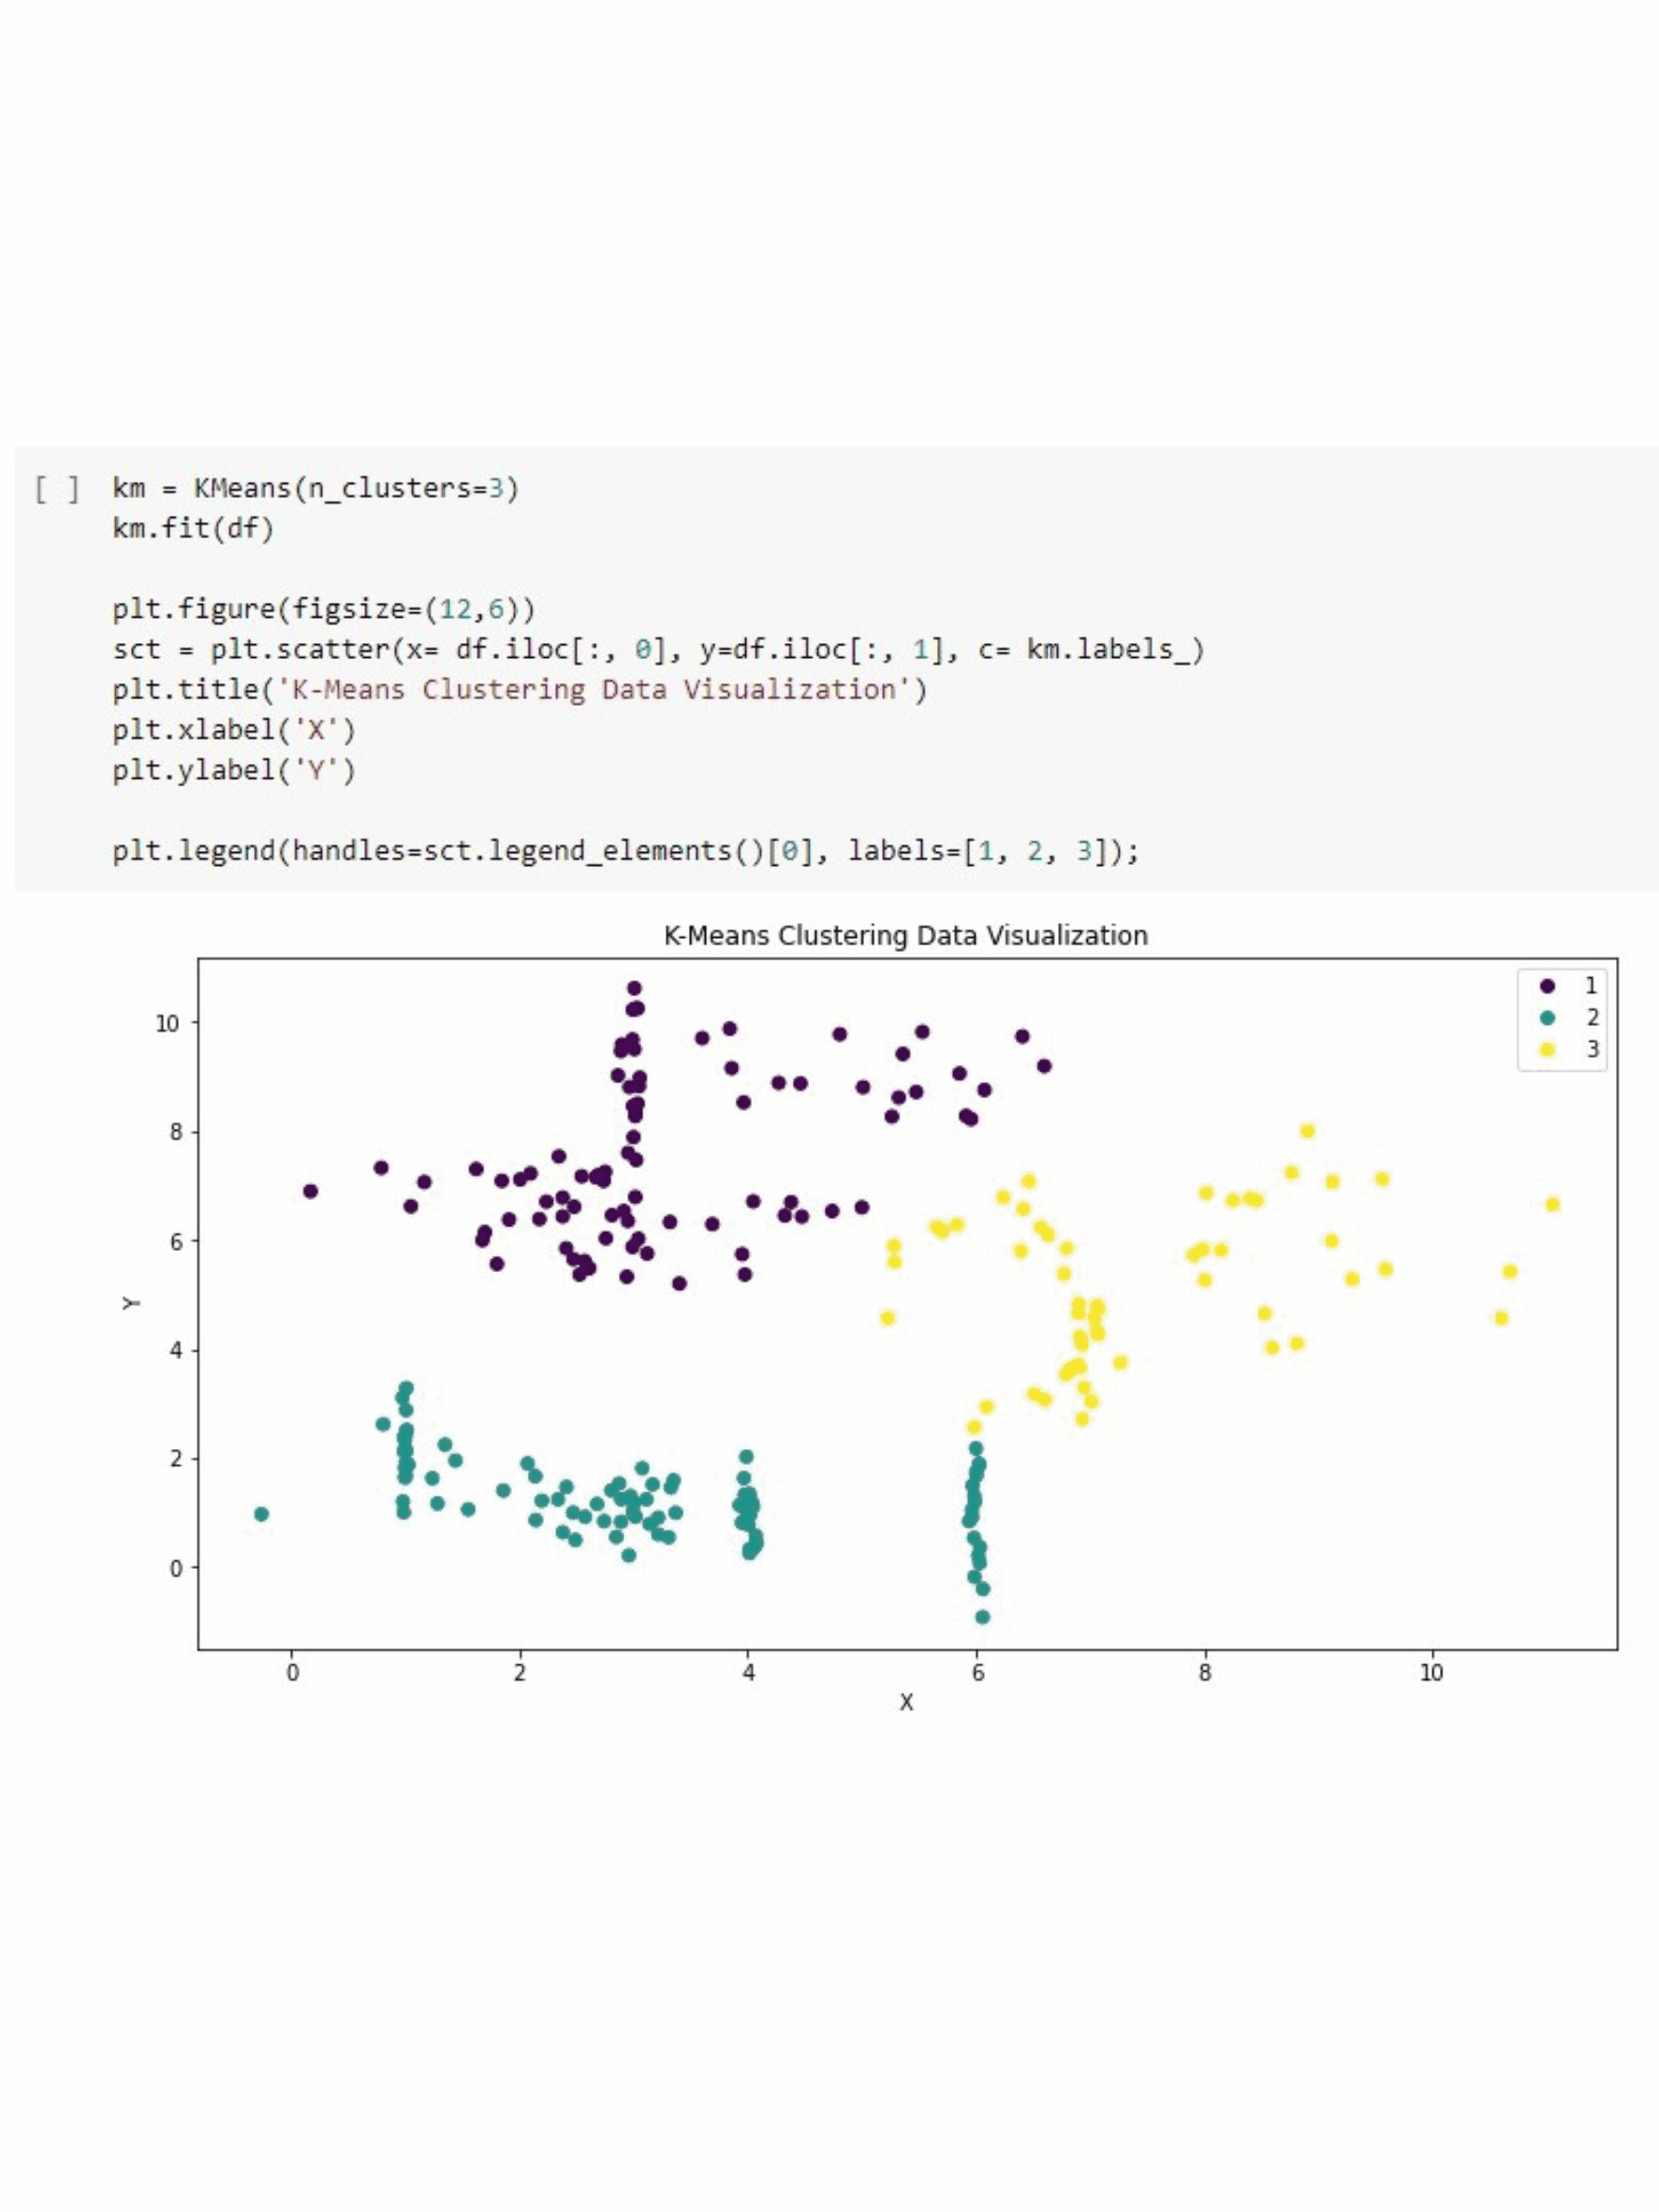 [ ] km = KMeans(n_clusters=3)
km.fit(df)
plt.figure(figsize=(12,6))
sct = plt.scatter(x= df.iloc[:, 0], y=df.iloc[:, 1], c= km.labels_)
plt.title('K-Means Clustering Data Visualization')
plt.xlabel('X')
plt.ylabel('Y')
plt.legend(handles=sct.legend_elements()[0], labels=[1, 2, 3]);
K-Means Clustering Data Visualization
1
2
3
10
8
6
4
2
0
Y
0 2 4 6 8 10
X